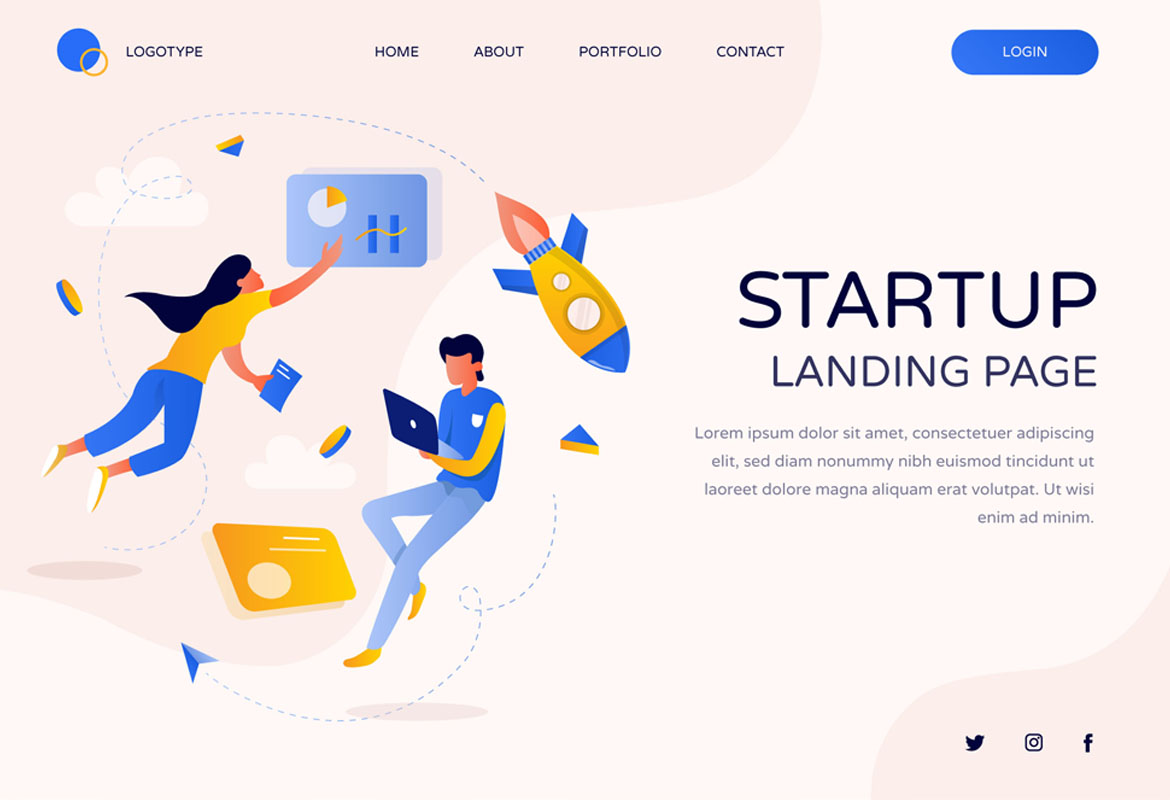 LOGOTYPE HOME ABOUT PORTFOLIO CONTACT LOGIN
STARTUP
LANDING PAGE
Lorem ipsum dolor sit amet, consectetuer adipiscing
elit, sed diam nonummy nibh euismod tincidunt ut
laoreet dolore magna aliquam erat volutpat. Ut wisi
enim ad minim.